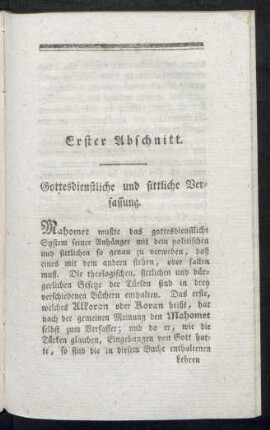 Erster Abschnitt.
Gottesdienstliche und sittliche Ver-
fassung.
Mahomet wußte das gottesdienstliche
System seiner Anhänger mit dem politischen
und sittlichen so genau zu verweben, daß
eines mit dem andern stehen, oder fallen
muß. Die theologischen, sittlichen und bür-
gerlichen Gesetze der Türken sind in drey
verschiedenen Büchern enthalten. Das erste,
welches Alkoran oder Koran heißt, hat
nach der gemeinen Meinung den Mahomet
selbst zum Verfasser; und da er, wie die
Türken glauben, Eingebungen von Gott hat-
te, so sind die in diesem Buche enthaltenen
Lehren